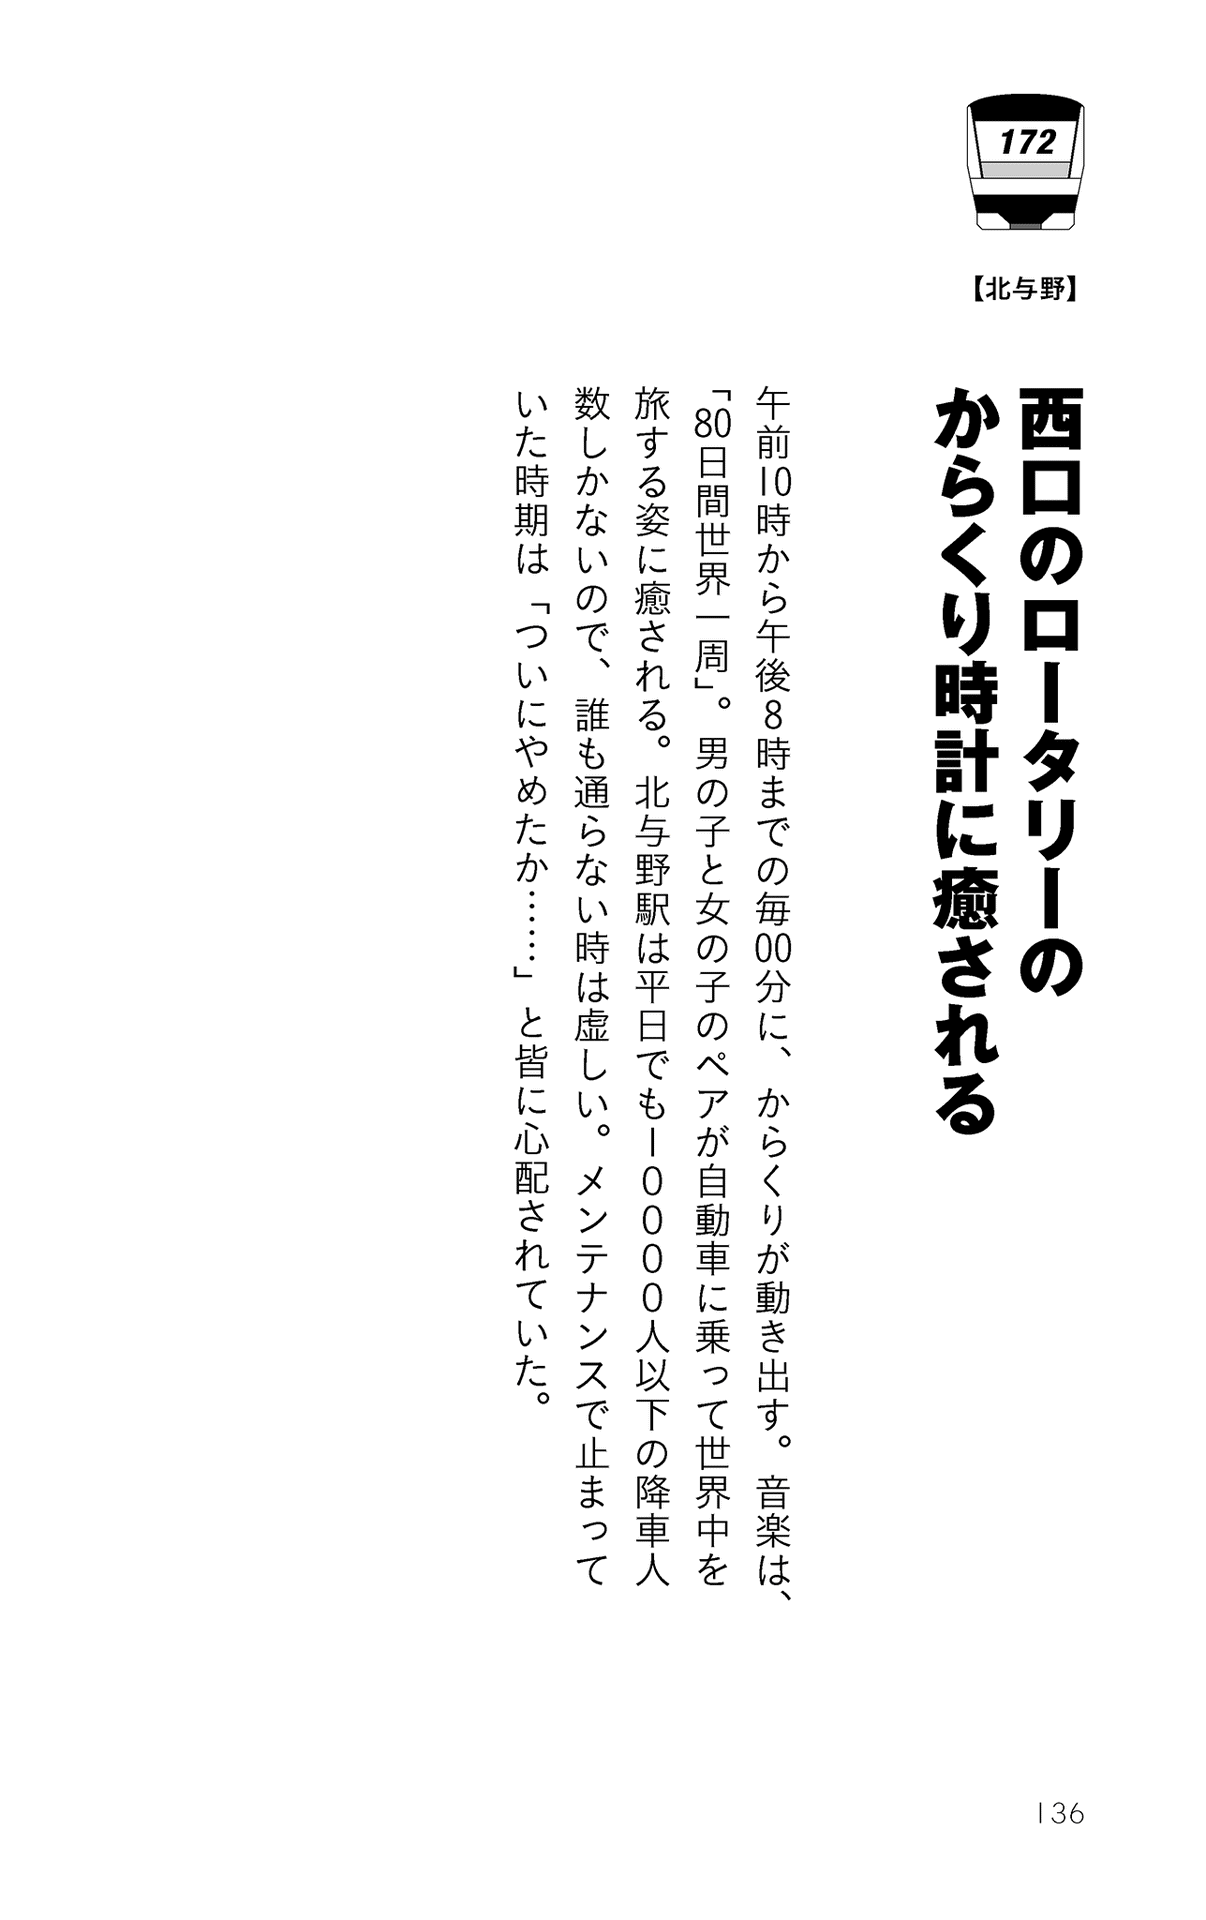 172
【北与野】
西口のロータリーの
からくり時計に癒される
午前10時から午後8時までの毎00分に、からくりが動き出す。音楽は、
「80日間世界一周」。男の子と女の子のペアが自動車に乗って世界中を
旅する姿に癒される。北与野駅は平日でも10000人以下の降車人
数しかないので、誰も通らない時は虚しい。メンテナンスで止まって
いた時期は「ついにやめたか……」と皆に心配されていた。
136